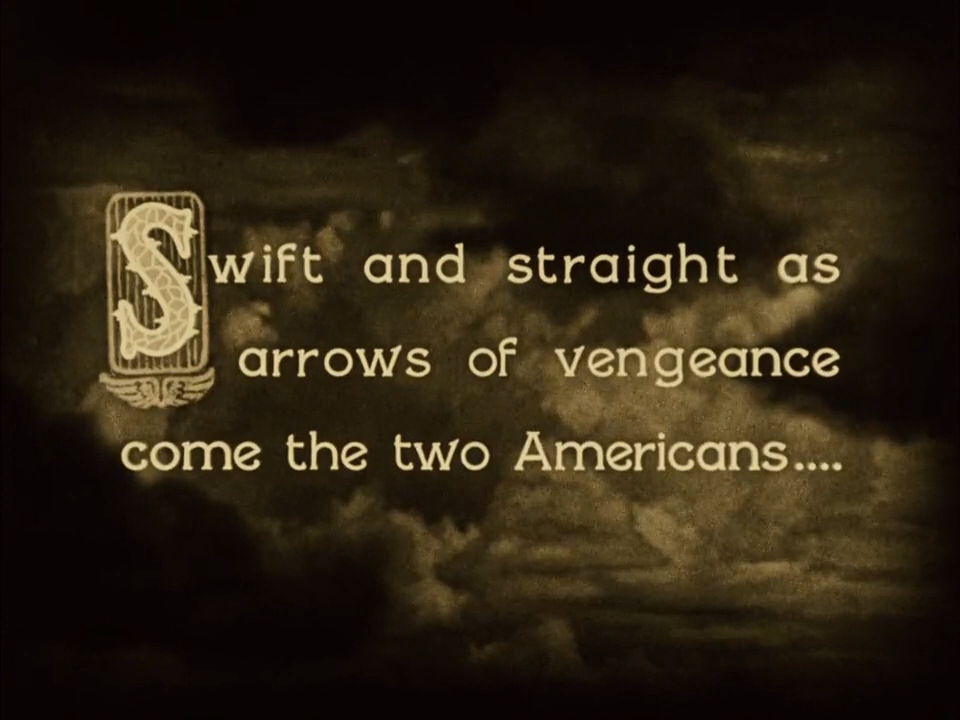 Swift and straight as
arrows of vengeance
come the two Americans....